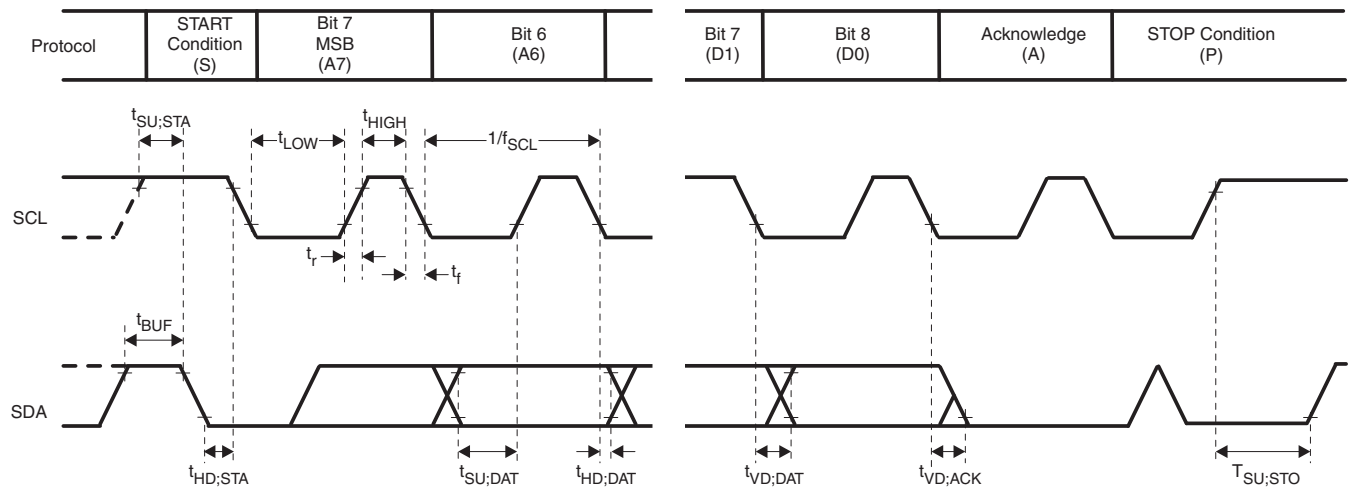 Protocol
START
Condition
(S)
Bit 7
MSB
(A7)
Bit 6
(A6)
Bit 7
(D1)
Bit 8
(D0)
Acknowledge
(A)
STOP Condition
(P)
tSU;STA
tLOW
tHIGH
1/fSCL
SCL
tr
tf
tBUF
SDA
tHD;STA
tSU;DAT
tHD;DAT
tVD;DAT
tVD;ACK
TSU;STO